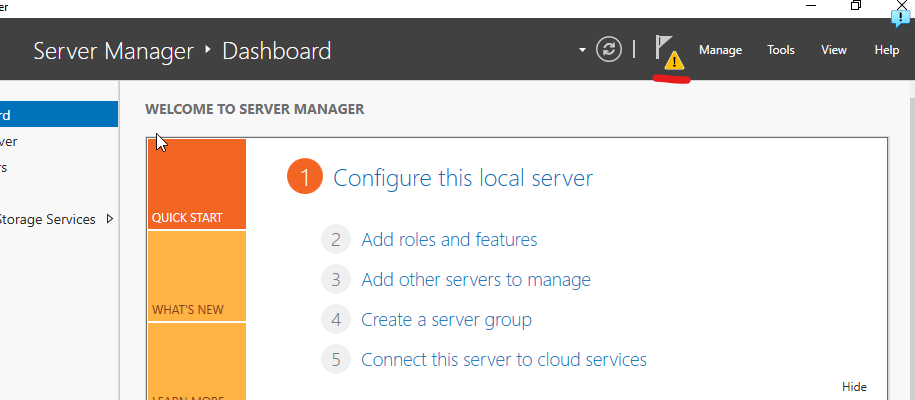 er
Server Manager ‣ Dashboard
Manage Tools View Help
rd
ver
rs
Storage Services
WELCOME TO SERVER MANAGER
QUICK START
WHAT'S NEW
LEARN MORE
1 Configure this local server
2 Add roles and features
3 Add other servers to manage
4 Create a server group
5 Connect this server to cloud services
Hide